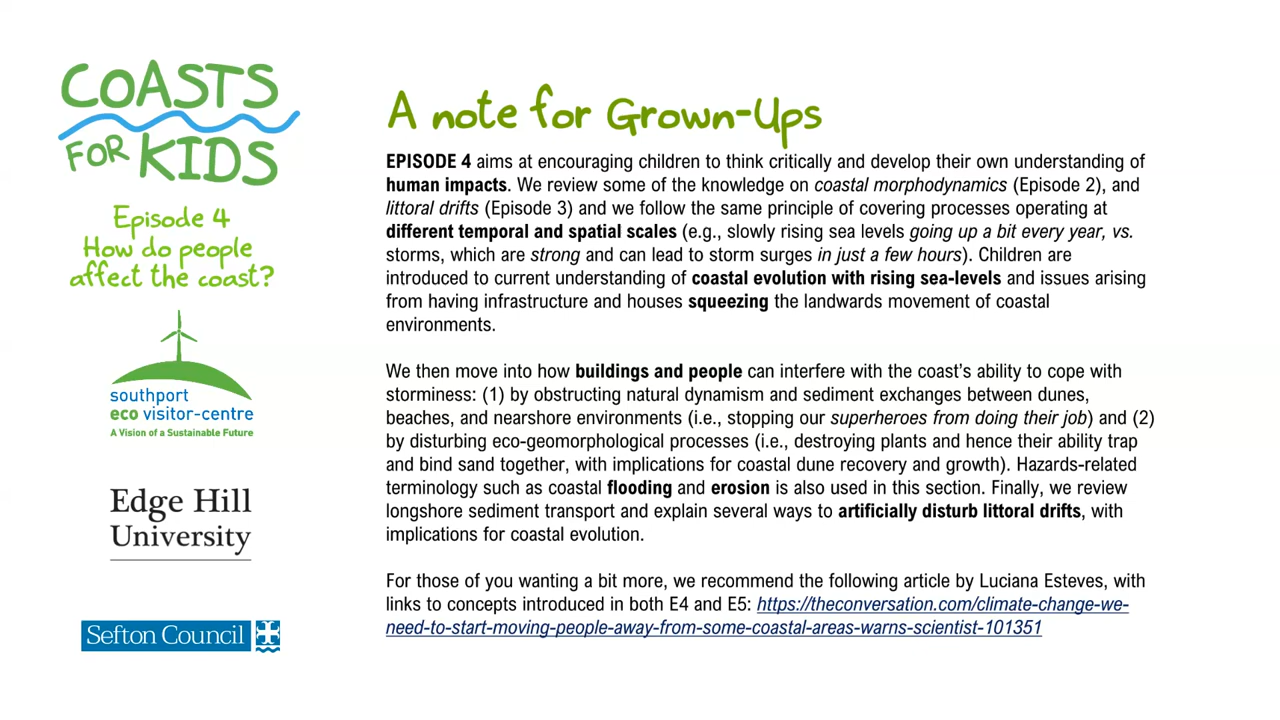 COASTS
FOR KIDS
Episode 4
How do people
affect the coast?
southport
eco visitor-centre
A Vision of a Sustainable Future
Edge Hill
University
Sefton Council
A note for Grown-Ups
EPISODE 4 aims at encouraging children to think critically and develop their own understanding of
human impacts. We review some of the knowledge on coastal morphodynamics (Episode 2), and
littoral drifts (Episode 3) and we follow the same principle of covering processes operating at
different temporal and spatial scales (e.g., slowly rising sea levels going up a bit every year, vs.
storms, which are strong and can lead to storm surges in just a few hours). Children are
introduced to current understanding of coastal evolution with rising sea-levels and issues arising
from having infrastructure and houses squeezing the landwards movement of coastal
environments.
We then move into how buildings and people can interfere with the coast's ability to cope with
storminess: (1) by obstructing natural dynamism and sediment exchanges between dunes,
beaches, and nearshore environments (i.e., stopping our superheroes from doing their job) and (2)
by disturbing eco-geomorphological processes (i.e., destroying plants and hence their ability trap
and bind sand together, with implications for coastal dune recovery and growth). Hazards-related
terminology such as coastal flooding and erosion is also used in this section. Finally, we review
longshore sediment transport and explain several ways to artificially disturb littoral drifts, with
implications for coastal evolution.
For those of you wanting a bit more, we recommend the following article by Luciana Esteves, with
links to concepts introduced in both E4 and E5: https://theconversation.com/climate-change-we-
need-to-start-moving-people-away-from-some-coastal-areas-warns-scientist-101351